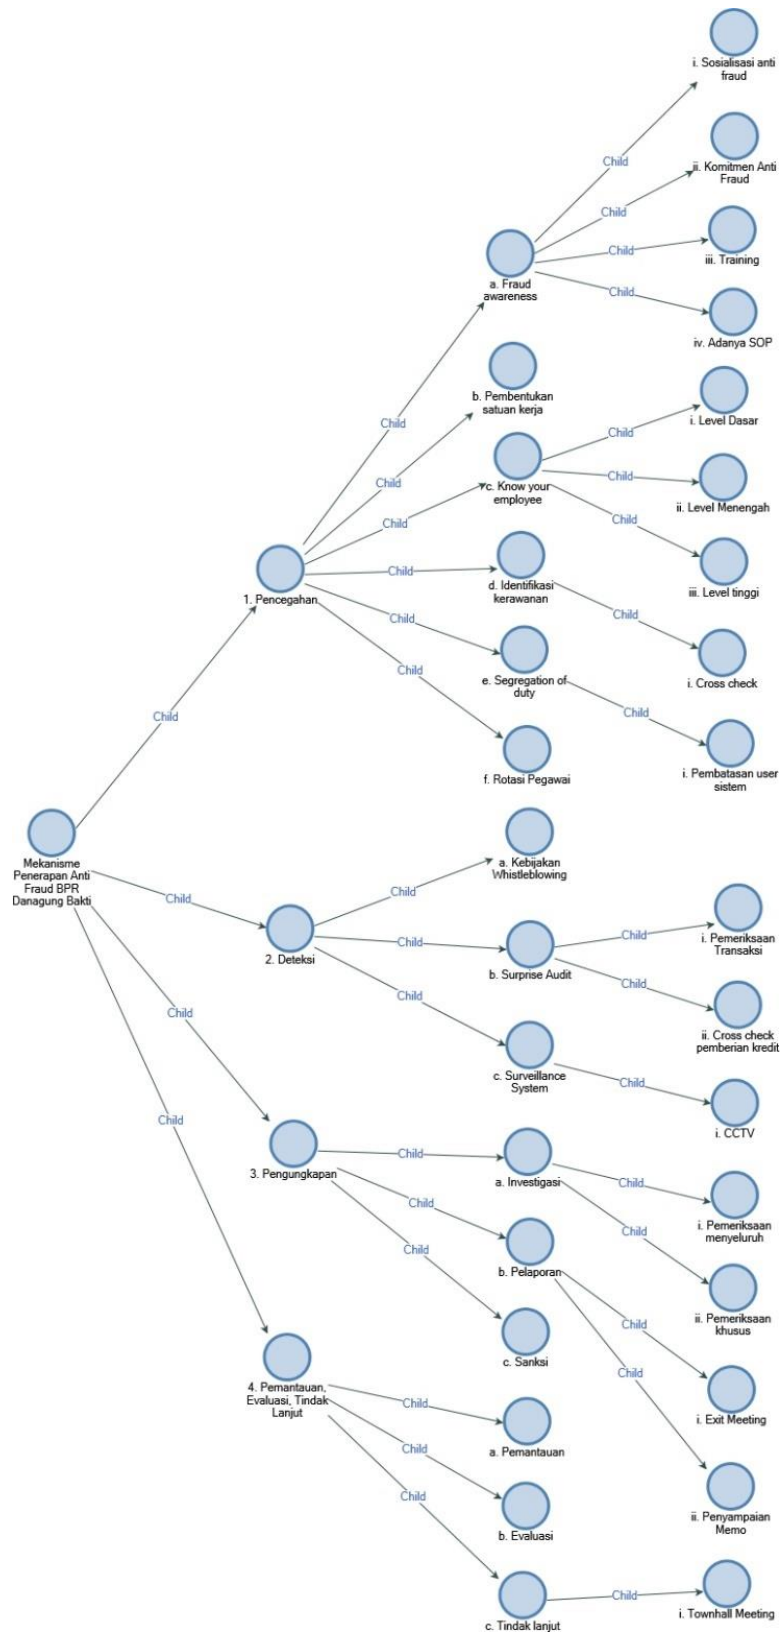 i. Sosialisasi anti
fraud
Child
ii. Komitmen Anti
Fraud
Child
iii. Training
Child
a. Fraud
awareness
Child
iv. Adanya SOP
b. Pembentukan
satuan kerja
i. Level Dasar
Child
Child
Child
c. Know your
employee
Child
ii. Level Menengah
Child
Child
Child
iii. Level tinggi
1. Pencegahan
Child
d. Identifikasi
kerawanan
Child
Child
i. Cross check
e. Segregation of
duty
Child
Child
Child
i. Pembatasan user
sistem
f. Rotasi Pegawai
Mekanisme
Penerapan Anti
Fraud BPR
Danagung Bakti
a. Kebijakan
Whistleblowing
Child
Child
2. Deteksi
Child
b. Surprise Audit
Child
i. Pemeriksaan
Transaksi
Child
Child
ii. Cross check
pemberian kredit
Child
c. Surveillance
System
Child
i. CCTV
Child
3. Pengungkapan
Child
a. Investigasi
Child
i. Pemeriksaan
menyeluruh
Child
Child
b. Pelaporan
Child
ii. Pemeriksaan
khusus
Child
c. Sanksi
Child
i. Exit Meeting
4. Pemantauan,
Evaluasi, Tindak
Lanjut
Child
Child
a. Pemantauan
Child
b. Evaluasi
ii. Penyampaian
Memo
Child
c. Tindak lanjut
Child
i. Townhall Meeting